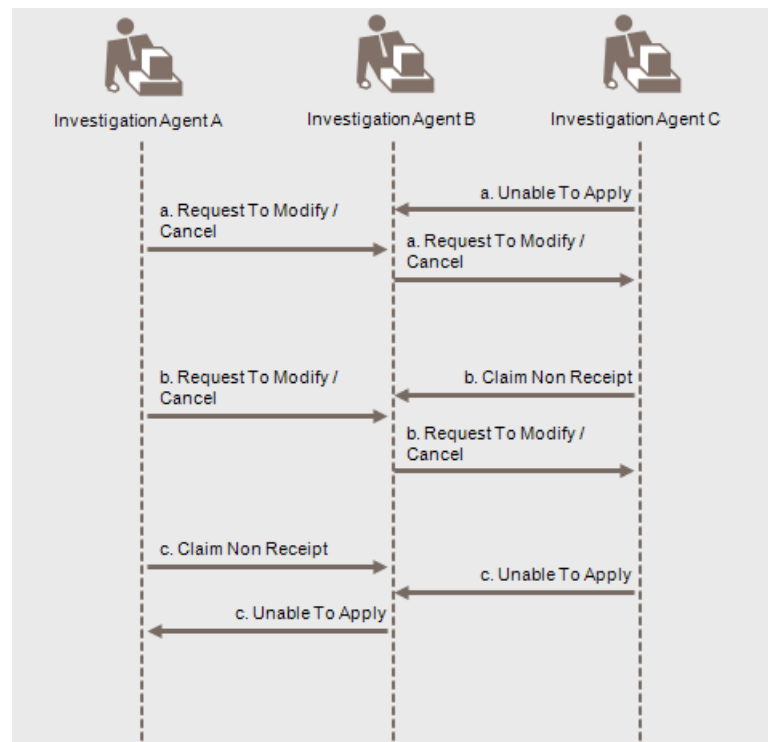 Investigation Agent A
Investigation Agent B
Investigation Agent C
a. Unable To Apply
a. Request To Modify /
Cancel
a. Request To Modify /
Cancel
b. Request To Modify /
Cancel
b. Claim Non Receipt
b. Request To Modify /
Cancel
c. Claim Non Receipt
c. Unable To Apply
c. Unable To Apply